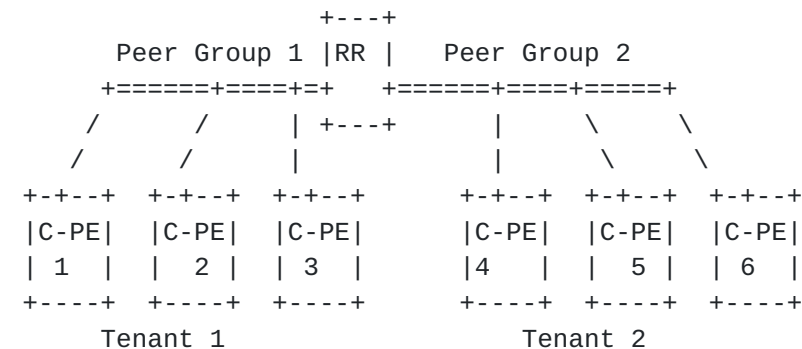 +---+
      Peer Group 1 |RR |   Peer Group 2
     +======+====+=+   +======+====+=====+
    /      /     | +---+      |     \     \
   /      /      |            |      \     \
+-+--+  +-+--+  +-+--+      +-+--+  +-+--+  +-+--+
|C-PE|  |C-PE|  |C-PE|      |C-PE|  |C-PE|  |C-PE|
| 1  |  |  2 |  | 3  |      |4   |  |  5 |  | 6  |
+----+  +----+  +----+      +----+  +----+  +----+
     Tenant 1                   Tenant 2